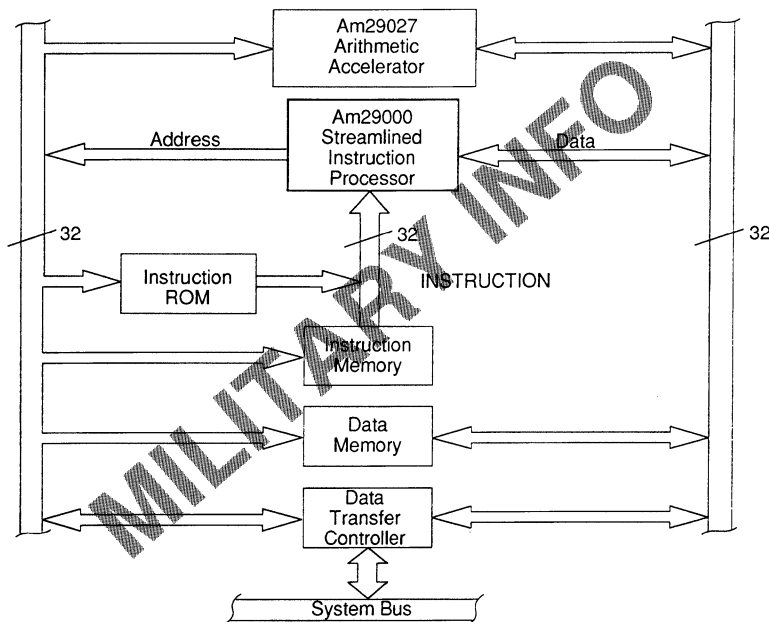 Am29027
Arithmetic
Accelerator
Am29000
Streamlined
Instruction
Processor
Address
Data
32
32
32
Instruction
ROM
INSTRUCTION
Instruction
Memory
Data
Memory
Data
Transfer
Controller
System Bus
MILITARY INFO